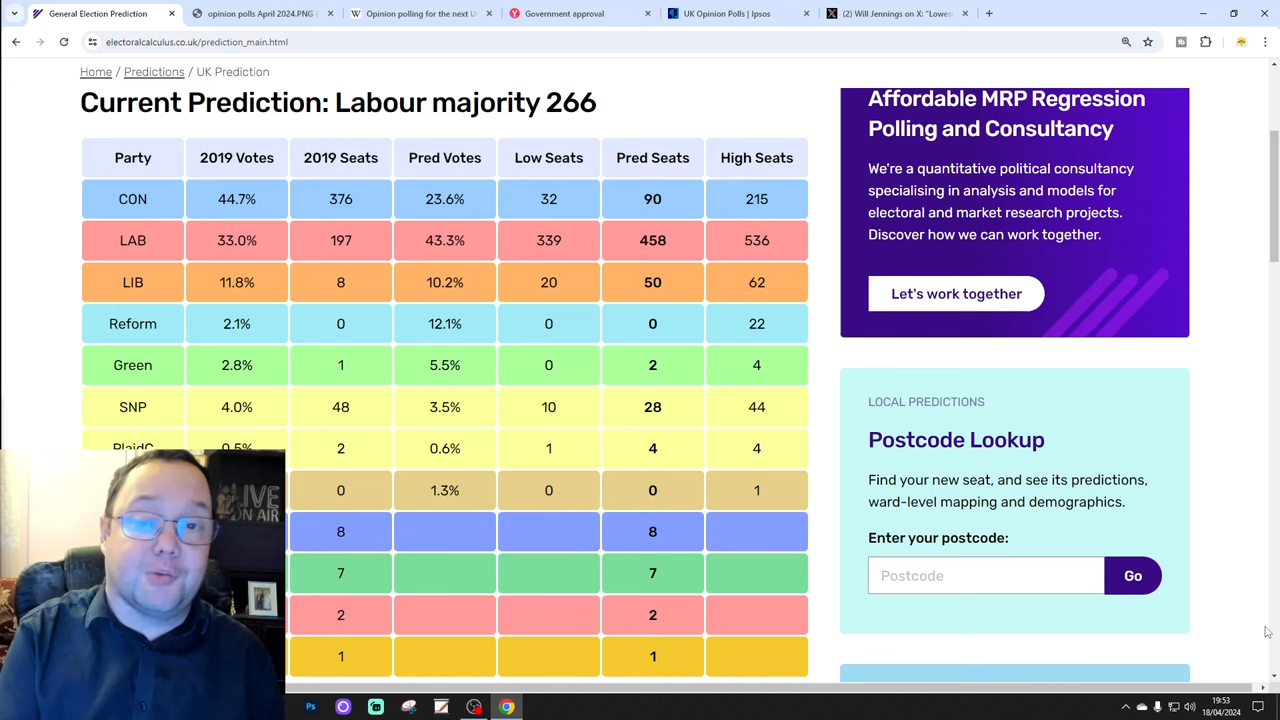 General Election Prediction
opinion polls April 2024.PNG (
Opinion polling for the next U
Government approval
UK Opinion Polls | Ipsos
(2) Will Jennings on X: "Lowes
electoralcalculus.co.uk/prediction_main.html
Home / Predictions / UK Prediction
Current Prediction: Labour majority 266
Party 2019 Votes 2019 Seats Pred Votes Low Seats Pred Seats High Seats
CON 44.7% 376 23.6% 32 90 215
LAB 33.0% 197 43.3% 339 458 536
LIB 11.8% 8 10.2% 20 50 62
Reform 2.1% 0 12.1% 0 0 22
Green 2.8% 1 5.5% 0 2 4
SNP 4.0% 48 3.5% 10 28 44
PlaidC 0.5% 2 0.6% 1 4 4
0 1.3% 0 0 1
8 8
7 7
2 2
1 1
LIVE
ON AIR
Affordable MRP Regression
Polling and Consultancy
We're a quantitative political consultancy
specialising in analysis and models for
electoral and market research projects.
Discover how we can work together.
Let's work together
LOCAL PREDICTIONS
Postcode Lookup
Find your new seat, and see its predictions,
ward-level mapping and demographics.
Enter your postcode:
Postcode
Go
Ps
19:53
18/04/2024